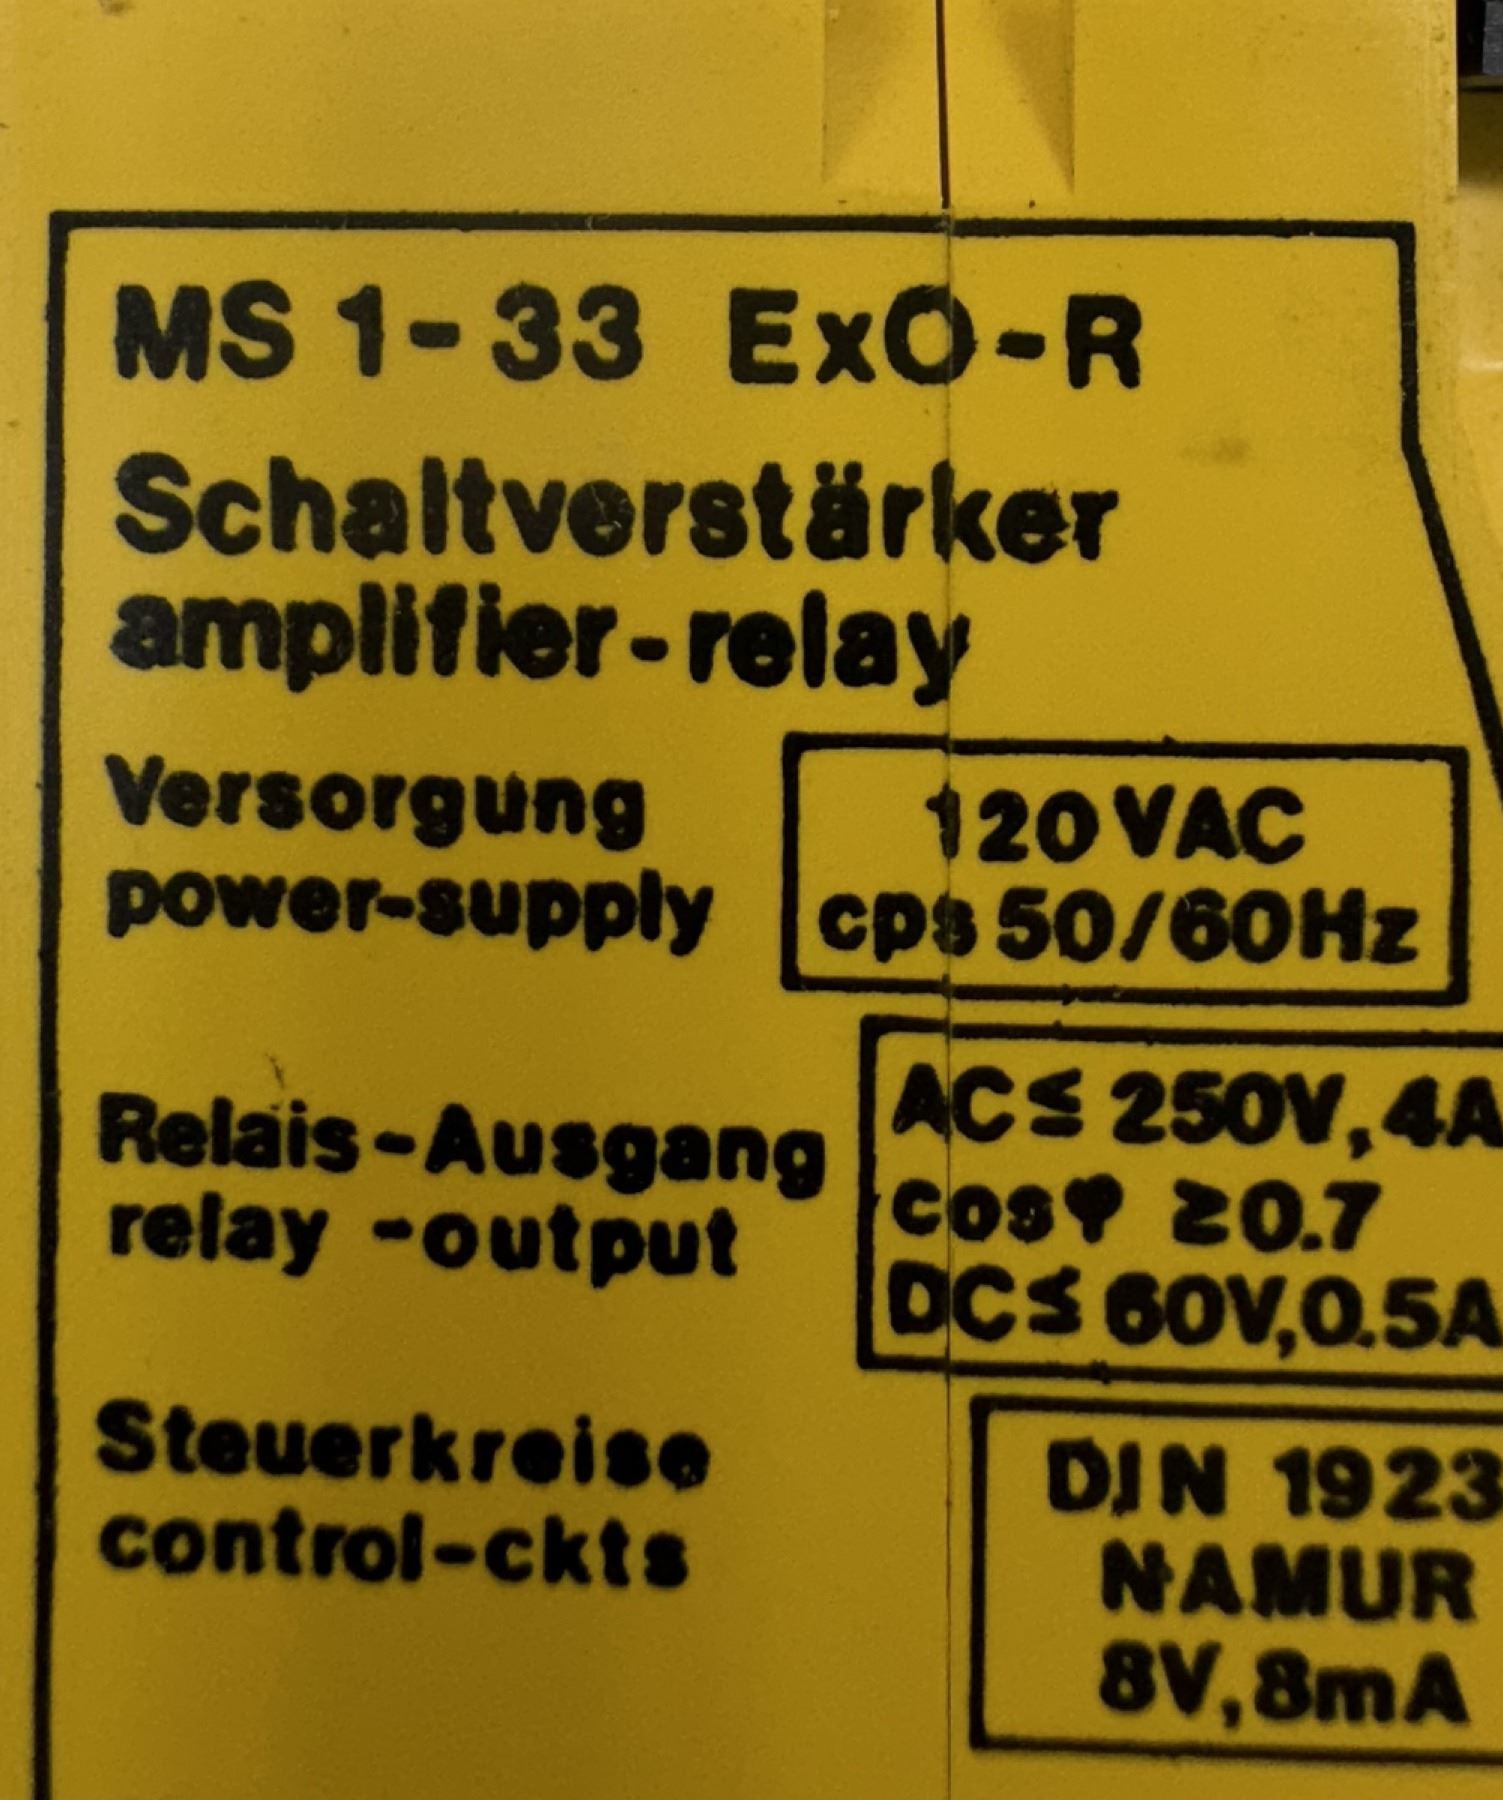 MS 1-33 ExO-R
Schaltverstärker
amplifier-relay
Versorgung
power-supply
120 VAC
cps 50/60Hz
Relais-Ausgang
relay -output
AC ≤ 250V, 4A
cos φ ≥ 0.7
DC ≤ 60V, 0.5A
Steuerkreise
control-ckts
DIN 1923
NAMUR
8V, 8mA